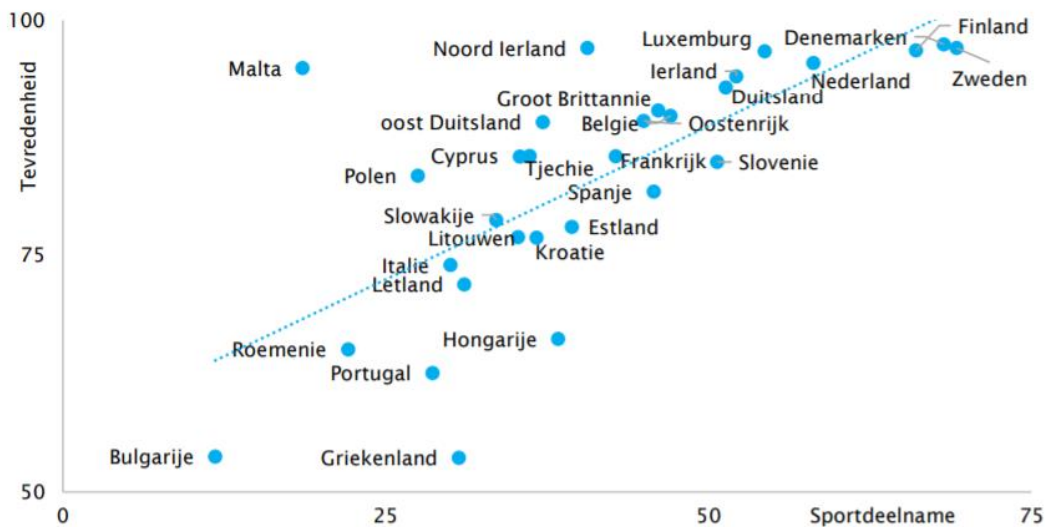 100
Finland
Noord Ierland
Luxemburg
Denemarken
Malta
Ierland
Nederland
Zweden
Groot Brittannie
Duitsland
oost Duitsland
Belgie
Oostenrijk
Tevredenheid
Cyprus
Tjechie
Frankrijk
Slovenie
Polen
Spanje
Slowakije
Estland
Litouwen
Kroatie
75
Italie
Letland
Roemenie
Hongarije
Portugal
Bulgarije
Griekenland
50
0
25
50
Sportdeelname
75